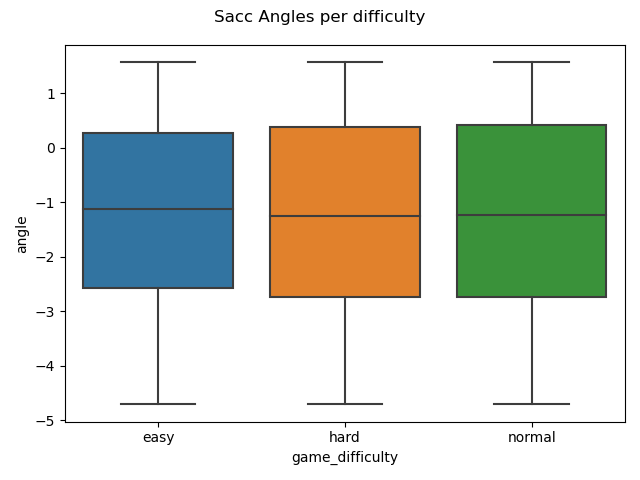 Sacc Angles per difficulty
1
0
−1
−2
−3
−4
−5
angle
easy
hard
normal
game_difficulty